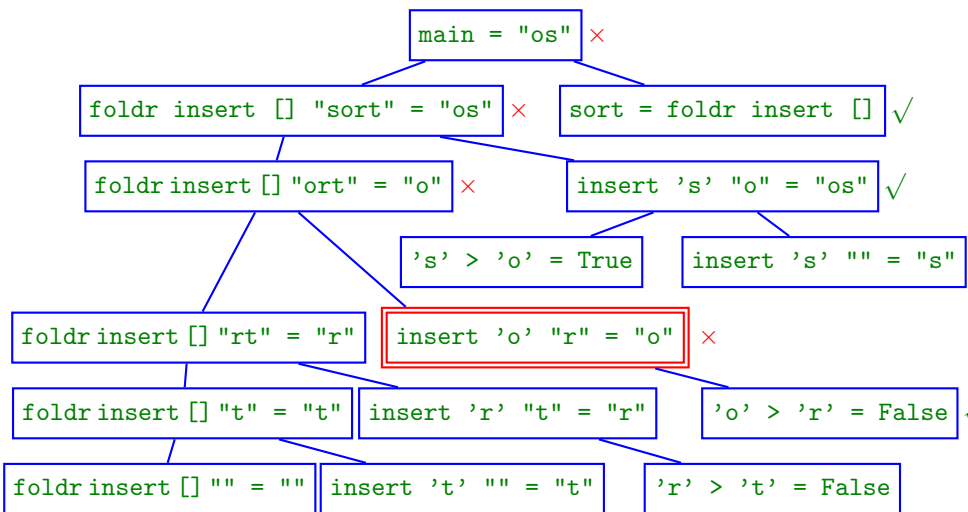 main = "os" ×
foldr insert [] "sort" = "os" × sort = foldr insert [] √
foldr insert [] "ort" = "o" × insert 's' "o" = "os" √
's' > 'o' = True insert 's' "" = "s"
foldr insert [] "rt" = "r" insert 'o' "r" = "o" ×
foldr insert [] "t" = "t" insert 'r' "t" = "r" 'o' > 'r' = False √
foldr insert [] "" = "" insert 't' "" = "t" 'r' > 't' = False